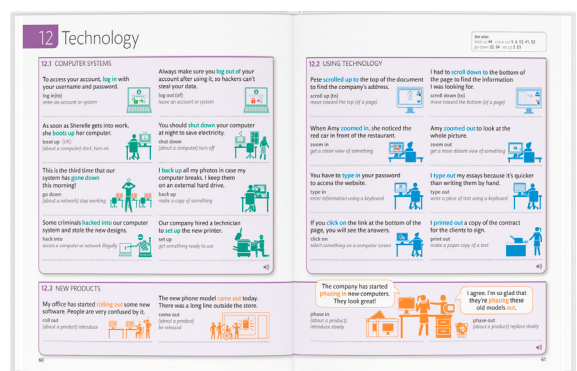 12 Technology
See also:
back up 44
12.1 COMPUTER SYSTEMS
To access your account, log in with
your username and password.
log in(to)
enter an account or system
Always make sure you log out of your
account after using it, so hackers can't
steal your data.
log out (of)
leave an account or system
As soon as Sherelle gets into work,
she boots up her computer.
boot up [UK]
(about a computer) start, turn on
You should shut down your computer
at night to save electricity.
shut down
(about a computer) turn off
This is the third time that our
system has gone down
this morning!
go down
(about a network) stop working
I back up all my photos in case my
computer breaks. I keep them
on an external hard drive.
back up
make a copy of something
Some criminals hacked into our computer
system and stole the new designs.
hack into
access a computer or network illegally
Our company hired a technician
to set up the new printer.
set up
get something ready to use
12.2 USING TECHNOLOGY
Pete scrolled up to the top of the document
to find the company's address.
scroll up (to)
move toward the top (of a page)
I had to scroll down to the bottom of
the page to find the information
I was looking for.
scroll down (to)
move toward the bottom (of a page)
When Amy zoomed in, she noticed the
red car in front of the restaurant.
zoom in
get a closer view of something
Amy zoomed out to look at the
whole picture.
zoom out
get a more distant view of something
You have to type in your password
to access the website.
type in
enter information using a keyboard
I type out my essays because it's quicker
than writing them by hand.
type out
write a piece of text using a keyboard
If you click on the link at the bottom of the
page, you will see the answers.
click on
select something on a computer screen
I printed out a copy of the contract
for the clients to sign.
print out
make a paper copy of a text
12.3 NEW PRODUCTS
My office has started rolling out some new
software. People are very confused by it.
roll out
(about a product) introduce
The new phone model came out today.
There was a long line outside the store.
come out
(about a product)
be released
The company has started
phasing in new computers.
They look great!
phase in
(about a product)
introduce slowly
I agree. I'm so glad that
they're phasing these
old models out.
phase out
(about a product) replace slowly
60
61